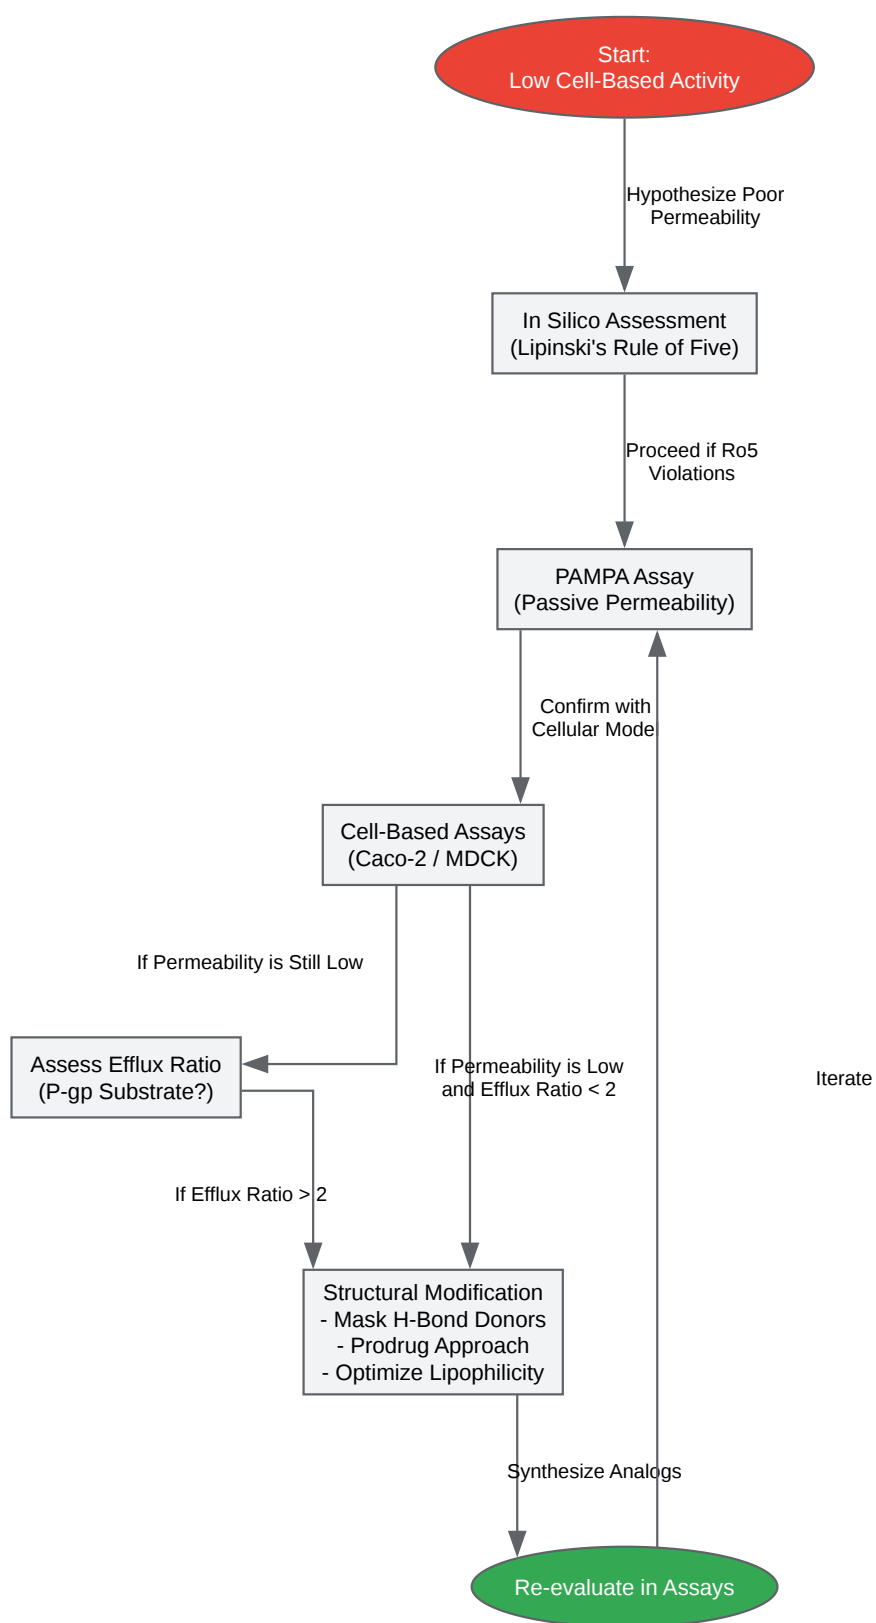 Start:
Low Cell-Based Activity
Hypothesize Poor
Permeability
In Silico Assessment
(Lipinski's Rule of Five)
Proceed if Ro5
Violations
PAMPA Assay
(Passive Permeability)
Confirm with
Cellular Model
Cell-Based Assays
(Caco-2 / MDCK)
If Permeability is Still Low
Assess Efflux Ratio
(P-gp Substrate?)
If Permeability is Low
and Efflux Ratio < 2
Iterate
If Efflux Ratio > 2
Structural Modification
- Mask H-Bond Donors
- Prodrug Approach
- Optimize Lipophilicity
Synthesize Analogs
Re-evaluate in Assays